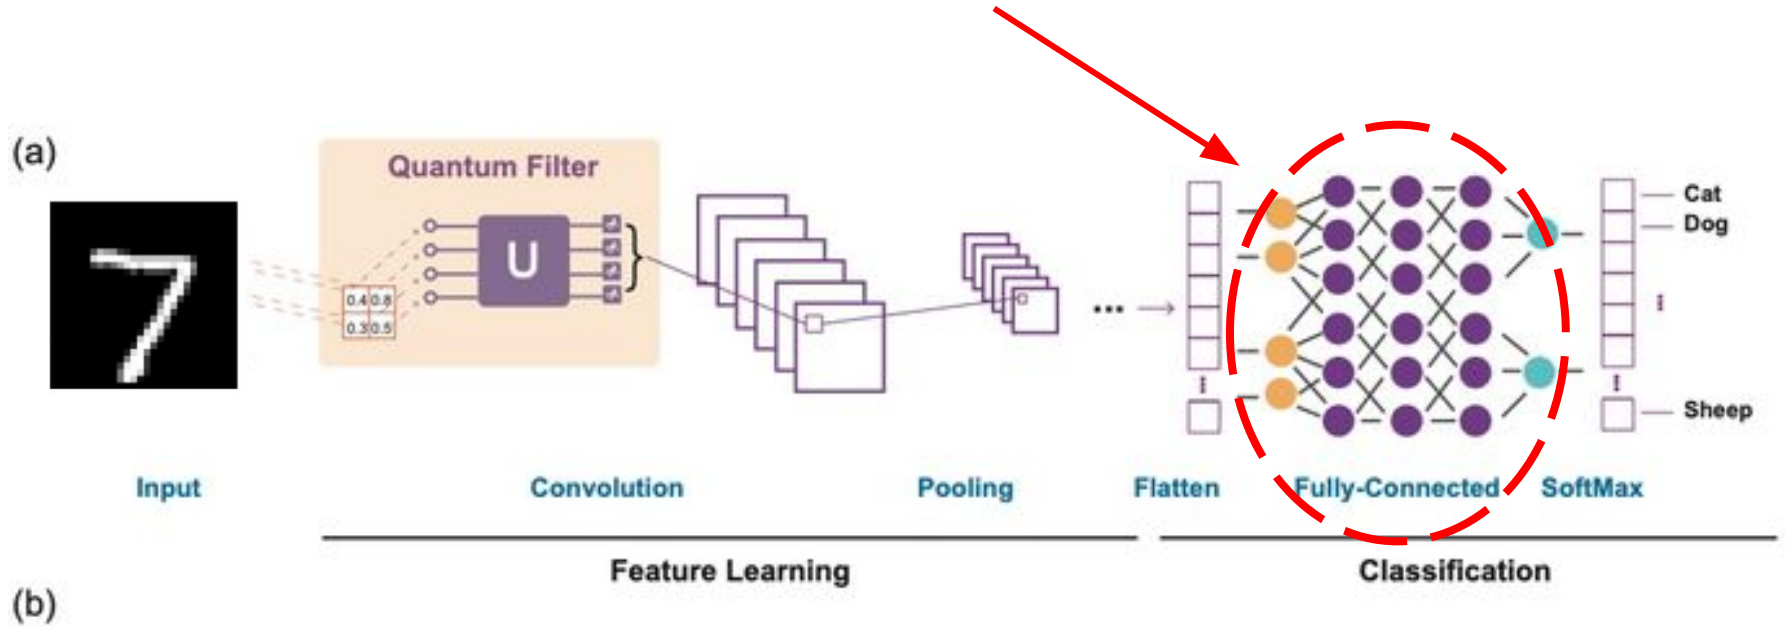 (a)
Quantum Filter
U
0.4 0.8
0.3 0.5
Cat
Dog
Sheep
Input
Convolution
Pooling
Flatten
Fully-Connected
SoftMax
Feature Learning
Classification
(b)